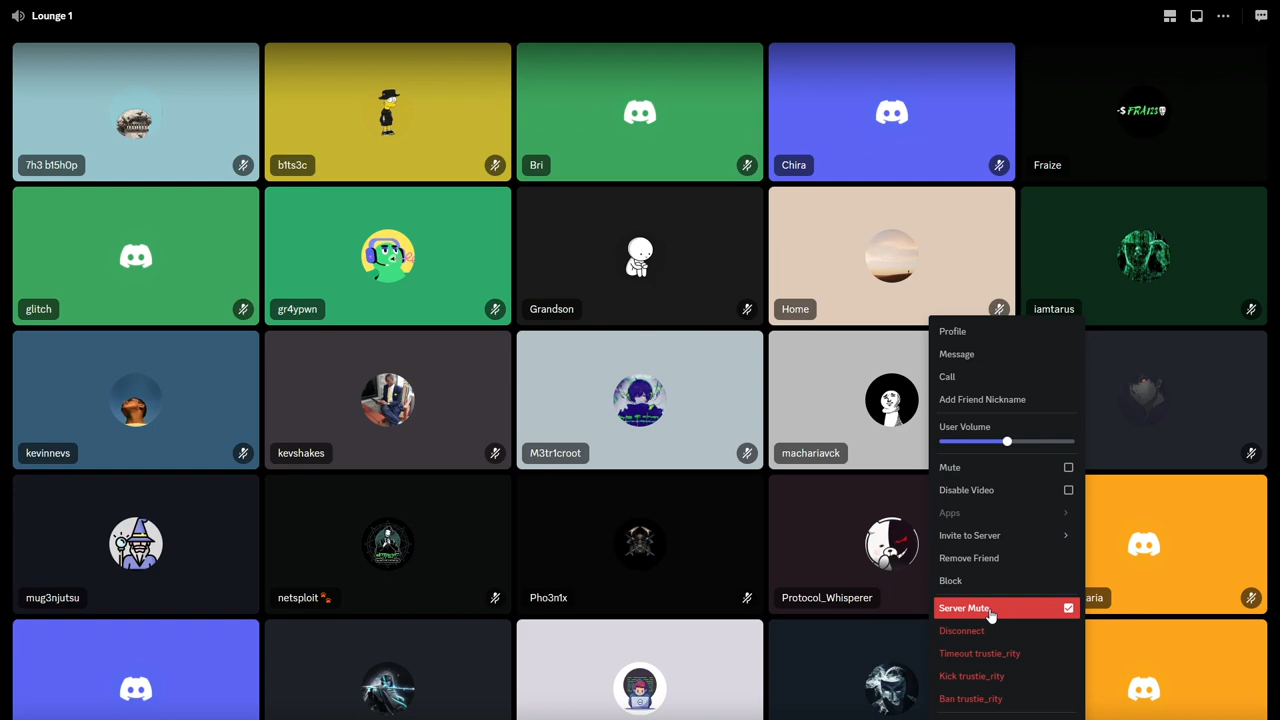 Lounge 1
7h3 b15h0p
b1ts3c
Bri
Chira
-$ FRAIZE
Fraize
glitch
gr4ypwn
Grandson
Home
iamtarus
kevinnevs
kevshakes
M3tr1croot
machariavck
Profile
Message
Call
Add Friend Nickname
User Volume
Mute
Disable Video
Apps
Invite to Server
Remove Friend
Block
Server Mute
Disconnect
Timeout trustie_rity
Kick trustie_rity
Ban trustie_rity
mug3njutsu
netsploit
Pho3n1x
Protocol_Whisperer
aria